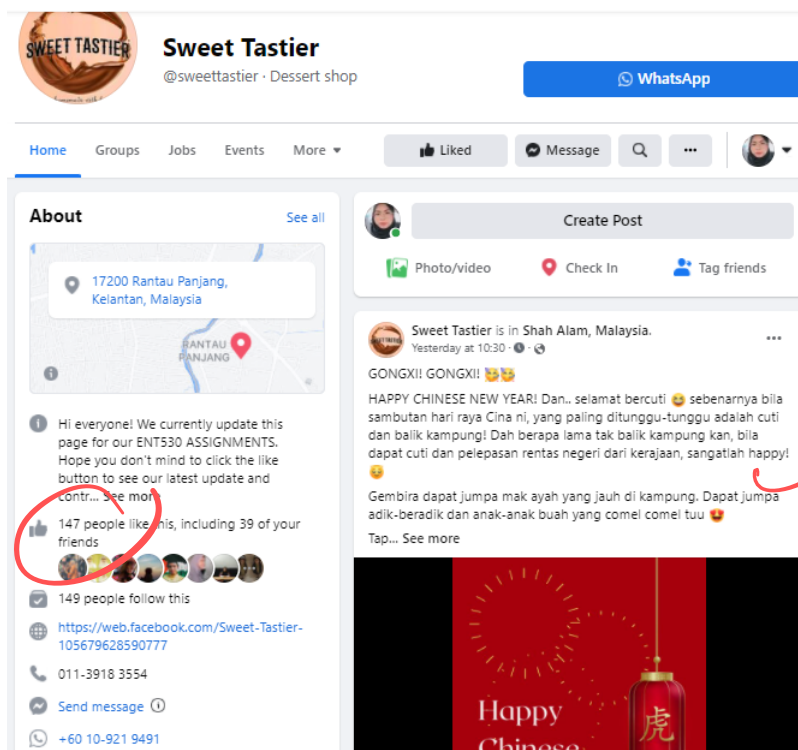 SWEET TASTIER
Sweet Tastier
@sweettastier · Dessert shop
WhatsApp
Home
Groups
Jobs
Events
More
Liked
Message
About
See all
17200 Rantau Panjang,
Kelantan, Malaysia
RANTAU
PANJANG
Hi everyone! We currently update this
page for our ENT530 ASSIGNMENTS.
Hope you don't mind to click the like
button to see our latest update and
contr... See more
147 people like this, including 39 of your
friends
149 people follow this
https://web.facebook.com/Sweet-Tastier-
105679628590777
011-3918 3554
Send message
+60 10-921 9491
Create Post
Photo/video
Check In
Tag friends
Sweet Tastier is in Shah Alam, Malaysia.
Yesterday at 10:30 ·
GONGXI! GONGXI! 🥳🥳
HAPPY CHINESE NEW YEAR! Dan.. selamat bercuti 😂 sebenarnya bila
sambutan hari raya Cina ni, yang paling ditunggu-tunggu adalah cuti
dan balik kampung! Dah berapa lama tak balik kampung kan, bila
dapat cuti dan pelepasan rentas negeri dari kerajaan, sangatlah happy!
🥹
Gembira dapat jumpa mak ayah yang jauh di kampung. Dapat jumpa
adik-beradik dan anak-anak buah yang comel comel tuu 😍
Tap... See more
Happy
Chinese
虎